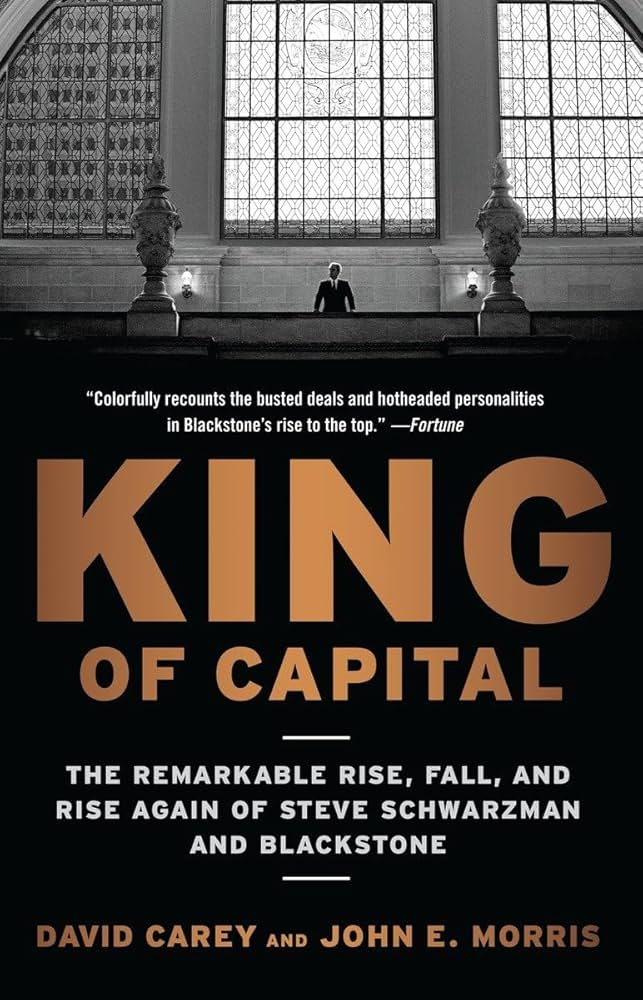 “Colorfully recounts the busted deals and hotheaded personalities
in Blackstone’s rise to the top.” —Fortune
KING
OF CAPITAL
THE REMARKABLE RISE, FALL, AND
RISE AGAIN OF STEVE SCHWARZMAN
AND BLACKSTONE
DAVID CAREY AND JOHN E. MORRIS